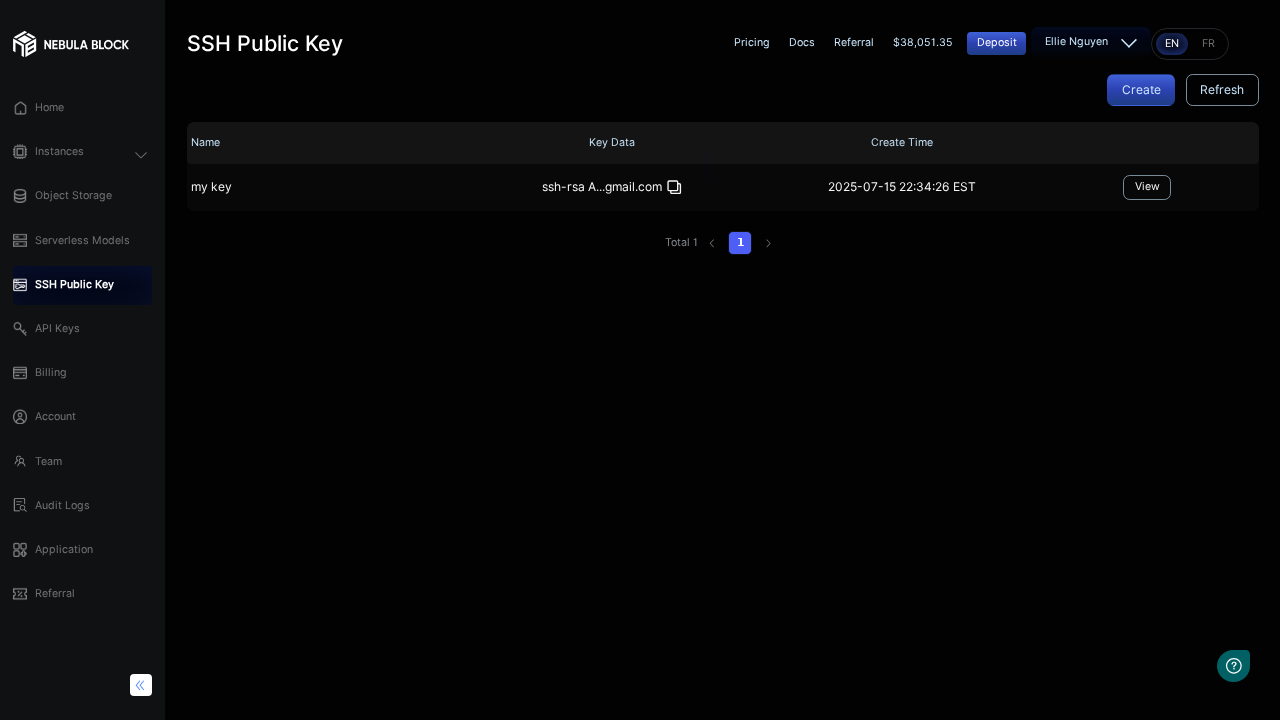 NEBULA BLOCK
Home
Instances
Object Storage
Serverless Models
SSH Public Key
API Keys
Billing
Account
Team
Audit Logs
Application
Referral
SSH Public Key
Pricing Docs Referral $38,051.35 Deposit Ellie Nguyen EN FR
Create Refresh
Name Key Data Create Time
my key ssh-rsa A...gmail.com 2025-07-15 22:34:26 EST View
Total 1 1